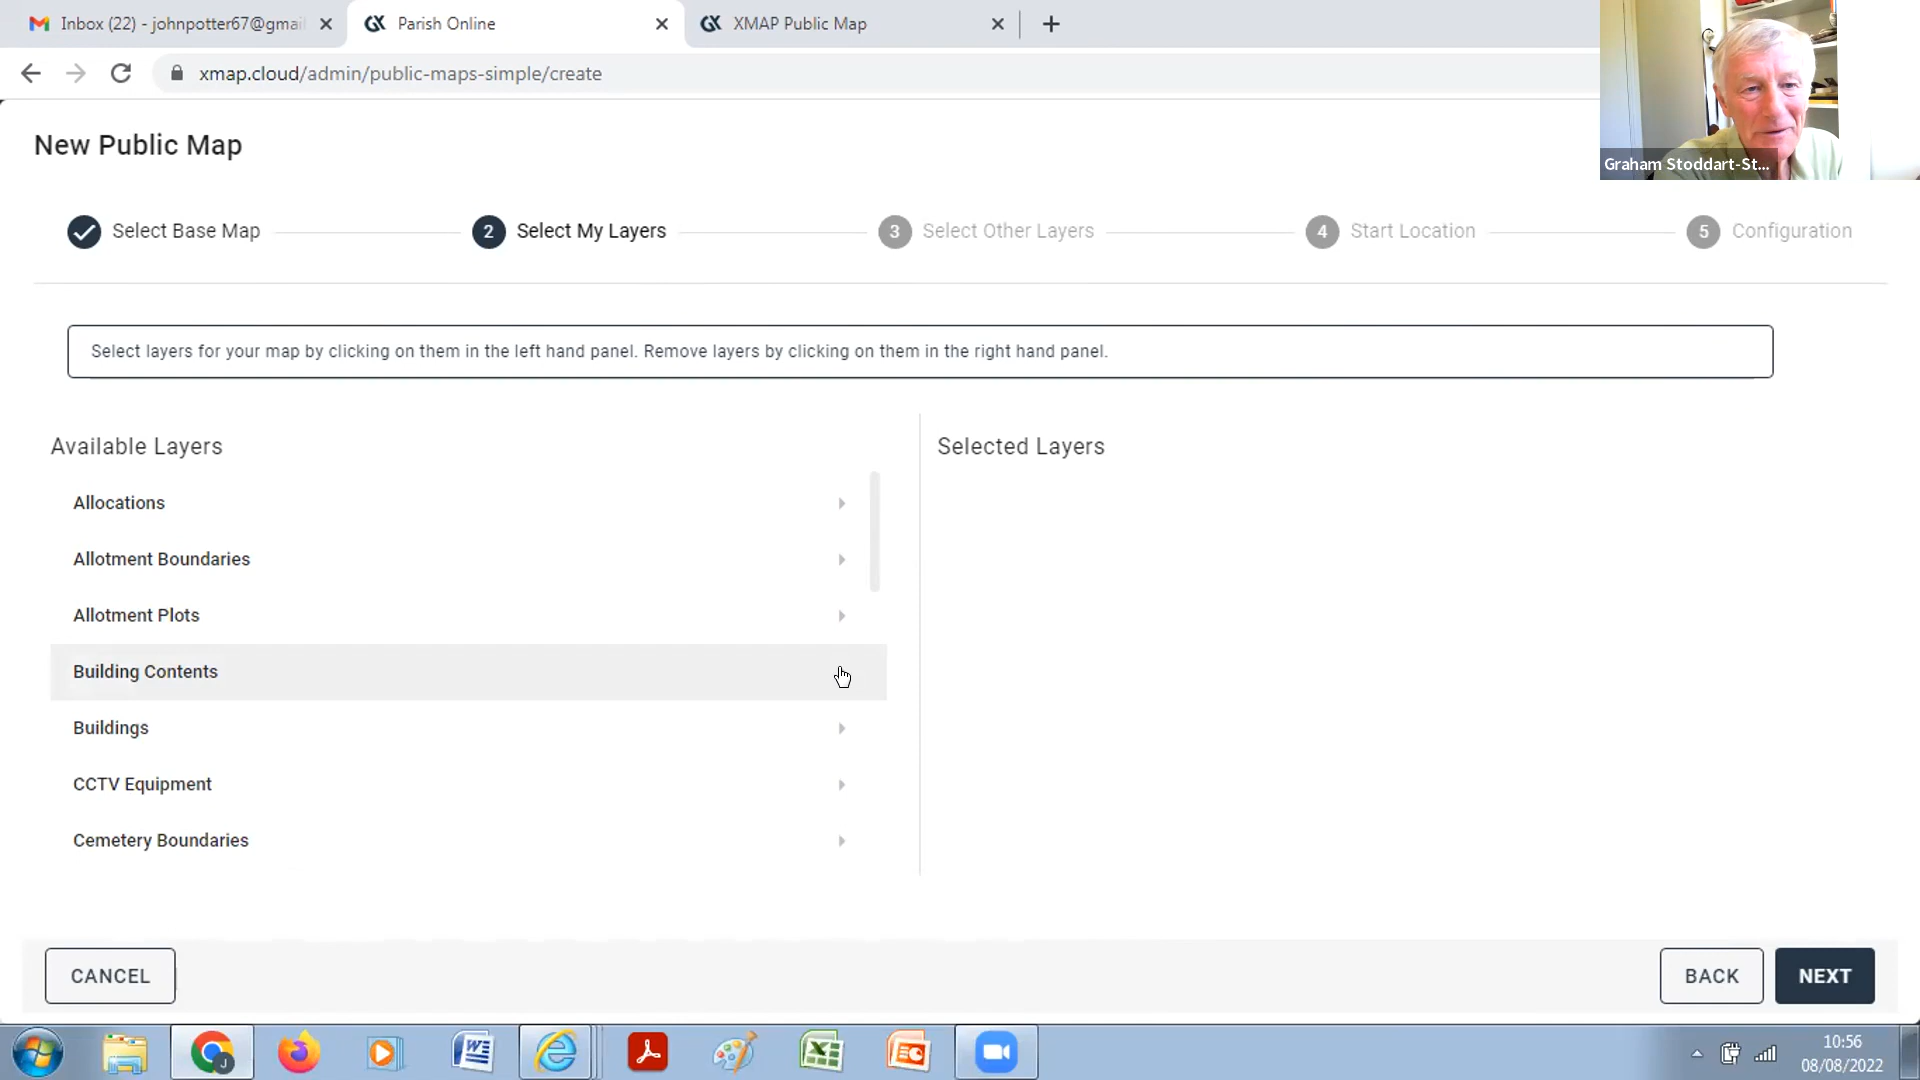 Inbox (22) - johnpotter67@gmai
Parish Online
XMAP Public Map
xmap.cloud/admin/public-maps-simple/create
Graham Stoddart-St...
New Public Map
Select Base Map
2 Select My Layers
3 Select Other Layers
4 Start Location
5 Configuration
Select layers for your map by clicking on them in the left hand panel. Remove layers by clicking on them in the right hand panel.
Available Layers
Selected Layers
Allocations
Allotment Boundaries
Allotment Plots
Building Contents
Buildings
CCTV Equipment
Cemetery Boundaries
CANCEL
BACK
NEXT
10:56
08/08/2022